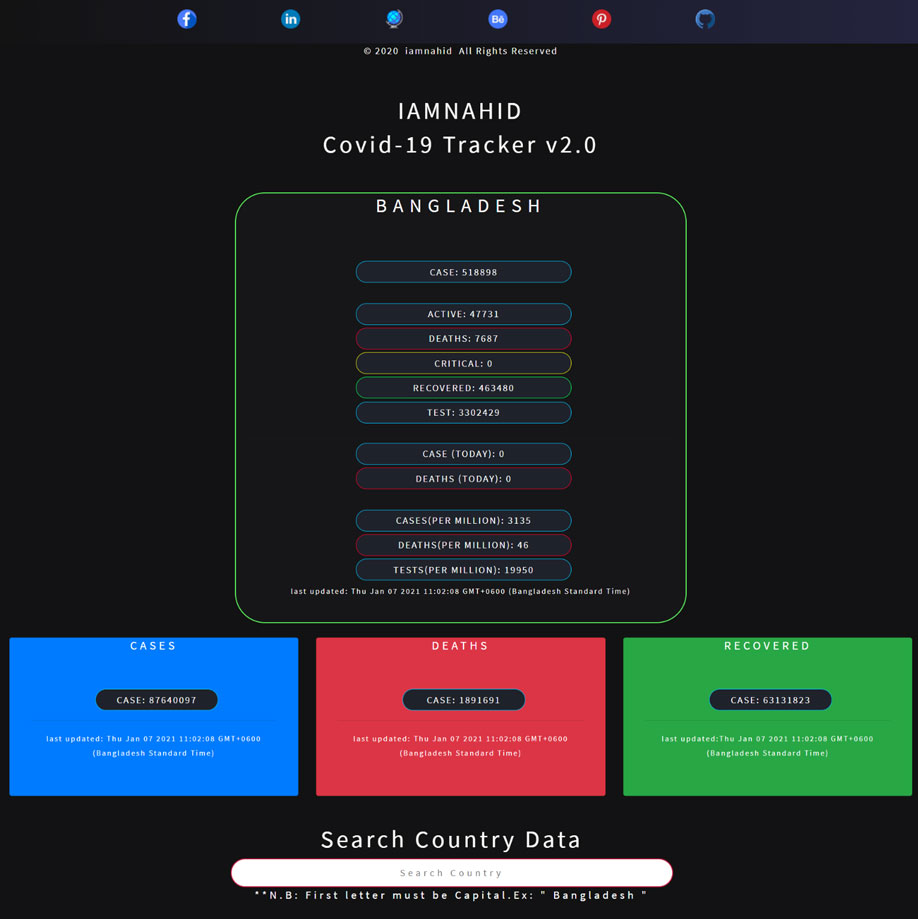 © 2020 iamnahid All Rights Reserved
IAMNAHID
Covid-19 Tracker v2.0
BANGLADESH
CASE: 518898
ACTIVE: 47731
DEATHS: 7687
CRITICAL: 0
RECOVERED: 463480
TEST: 3302429
CASE (TODAY): 0
DEATHS (TODAY): 0
CASES(PER MILLION): 3135
DEATHS(PER MILLION): 46
TESTS(PER MILLION): 19950
last updated: Thu Jan 07 2021 11:02:08 GMT+0600 (Bangladesh Standard Time)
CASES
CASE: 87640097
last updated: Thu Jan 07 2021 11:02:08 GMT+0600
(Bangladesh Standard Time)
DEATHS
CASE: 1891691
last updated: Thu Jan 07 2021 11:02:08 GMT+0600
(Bangladesh Standard Time)
RECOVERED
CASE: 63131823
last updated:Thu Jan 07 2021 11:02:08 GMT+0600
(Bangladesh Standard Time)
Search Country Data
Search Country
**N.B: First letter must be Capital.Ex: " Bangladesh "